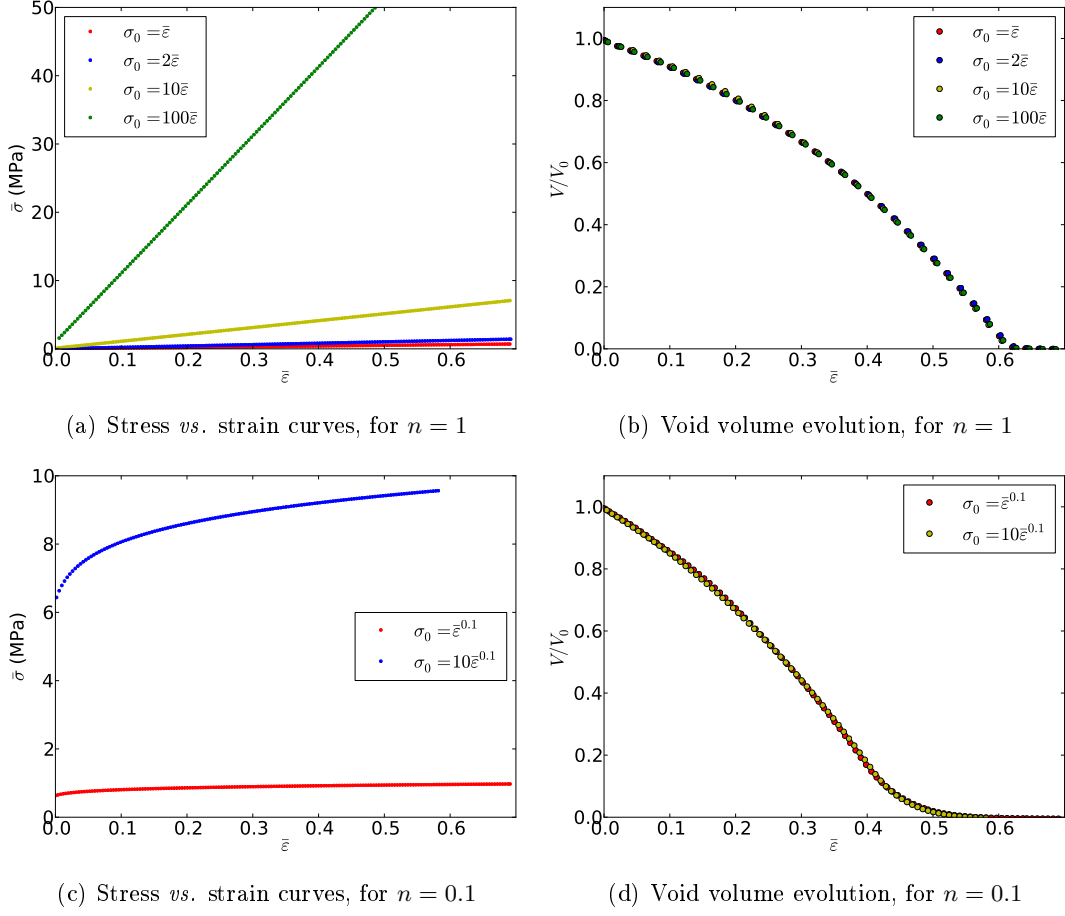 50
40
30
20
10
0
0.0 0.1 0.2 0.3 0.4 0.5 0.6
σ̄ (MPa)
ε̄
σ₀ = ε̄
σ₀ = 2ε̄
σ₀ = 10ε̄
σ₀ = 100ε̄
(a) Stress vs. strain curves, for n = 1
1.0
0.8
0.6
0.4
0.2
0.0
0.0 0.1 0.2 0.3 0.4 0.5 0.6
V/V₀
ε̄
σ₀ = ε̄
σ₀ = 2ε̄
σ₀ = 10ε̄
σ₀ = 100ε̄
(b) Void volume evolution, for n = 1
10
8
6
4
2
0
0.0 0.1 0.2 0.3 0.4 0.5 0.6
σ̄ (MPa)
ε̄
σ₀ = ε̄⁰·¹
σ₀ = 10ε̄⁰·¹
(c) Stress vs. strain curves, for n = 0.1
1.0
0.8
0.6
0.4
0.2
0.0
0.0 0.1 0.2 0.3 0.4 0.5 0.6
V/V₀
ε̄
σ₀ = ε̄⁰·¹
σ₀ = 10ε̄⁰·¹
(d) Void volume evolution, for n = 0.1